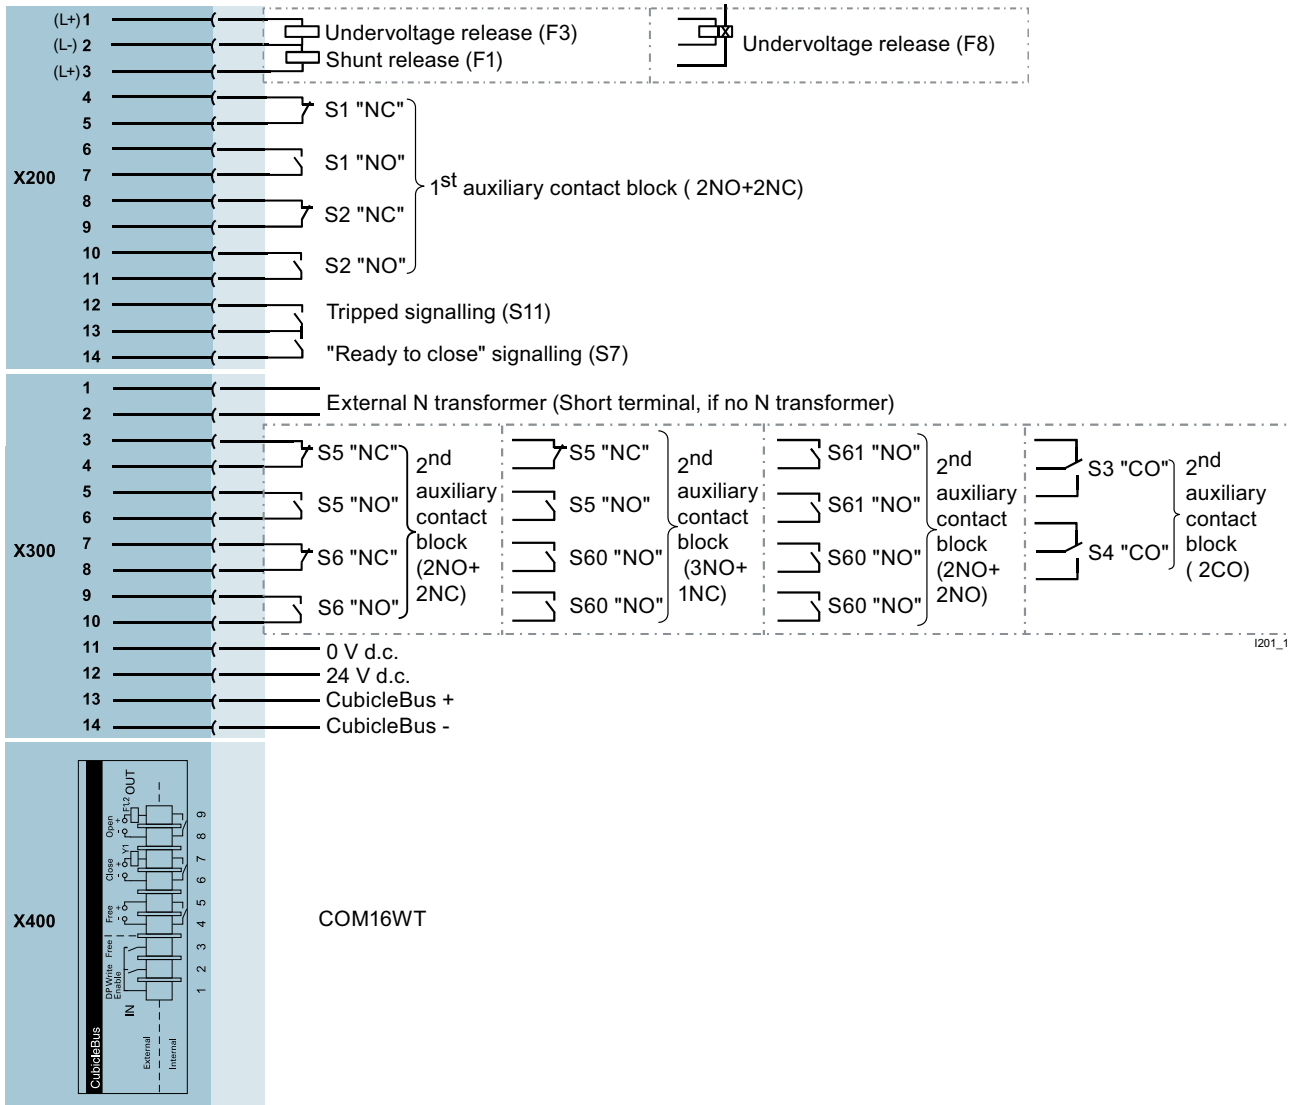 X200
(L+) 1
(L-) 2
(L+) 3
4
5
6
7
8
9
10
11
12
13
14
Undervoltage release (F3)
Shunt release (F1)
Undervoltage release (F8)
S1 "NC"
S1 "NO"
S2 "NC"
S2 "NO"
1st auxiliary contact block ( 2NO+2NC)
Tripped signalling (S11)
"Ready to close" signalling (S7)
X300
1
2
3
4
5
6
7
8
9
10
11
12
13
14
External N transformer (Short terminal, if no N transformer)
S5 "NC"
S5 "NO"
S6 "NC"
S6 "NO"
2nd
auxiliary
contact
block
(2NO+
2NC)
S5 "NC"
S5 "NO"
S60 "NO"
S60 "NO"
2nd
auxiliary
contact
block
(3NO+
1NC)
S61 "NO"
S61 "NO"
S60 "NO"
S60 "NO"
2nd
auxiliary
contact
block
(2NO+
2NO)
S3 "CO"
S4 "CO"
2nd
auxiliary
contact
block
( 2CO)
I201_1
0 V d.c.
24 V d.c.
CubicleBus +
CubicleBus -
X400
CubicleBus
IN
OUT
DP Write
Enable
Free
Free
- +
Close
- +
Y1
Open
- +
F1,2
External
Internal
1
2
3
4
5
6
7
8
9
COM16WT